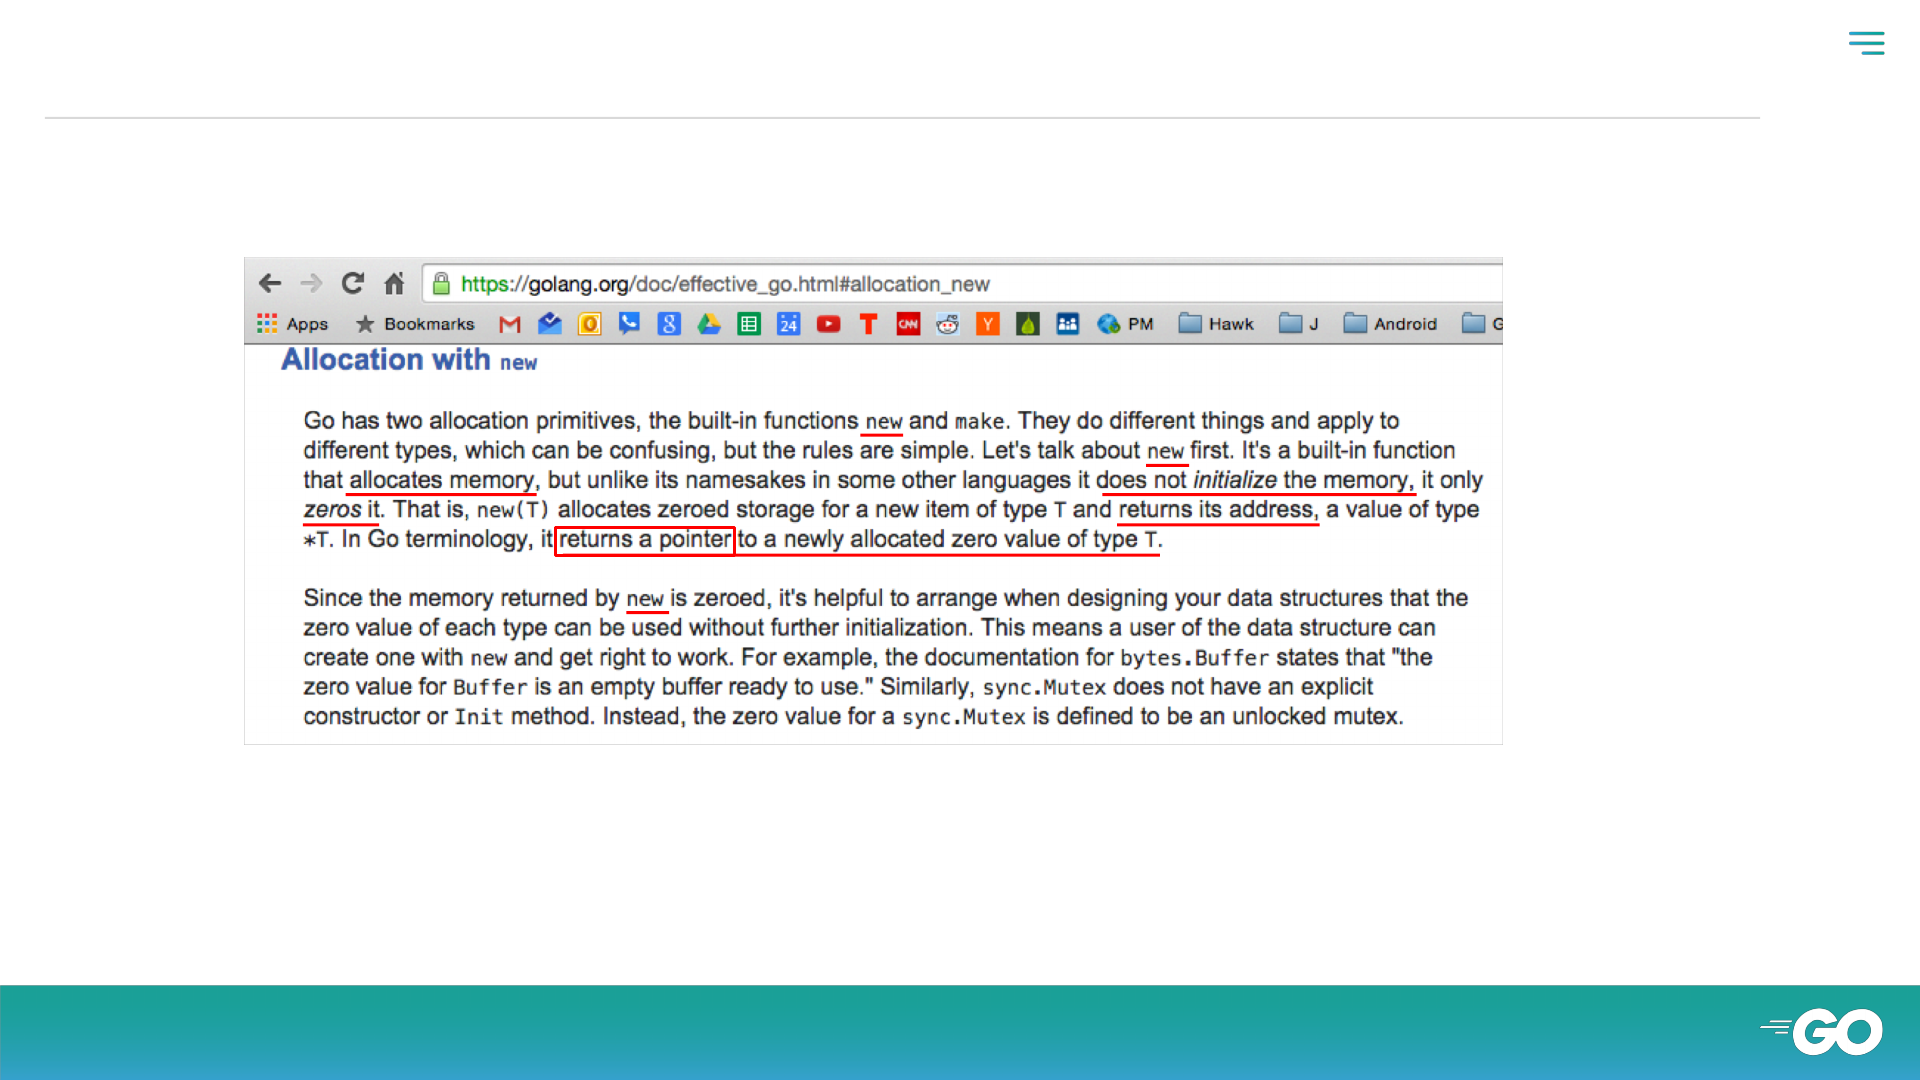 https://golang.org/doc/effective_go.html#allocation_new
Apps Bookmarks 24 CNN PM Hawk J Android G
Allocation with new
Go has two allocation primitives, the built-in functions new and make. They do different things and apply to
different types, which can be confusing, but the rules are simple. Let's talk about new first. It's a built-in function
that allocates memory, but unlike its namesakes in some other languages it does not initialize the memory, it only
zeros it. That is, new(T) allocates zeroed storage for a new item of type T and returns its address, a value of type
*T. In Go terminology, it returns a pointer to a newly allocated zero value of type T.
Since the memory returned by new is zeroed, it's helpful to arrange when designing your data structures that the
zero value of each type can be used without further initialization. This means a user of the data structure can
create one with new and get right to work. For example, the documentation for bytes.Buffer states that "the
zero value for Buffer is an empty buffer ready to use." Similarly, sync.Mutex does not have an explicit
constructor or Init method. Instead, the zero value for a sync.Mutex is defined to be an unlocked mutex.
GO